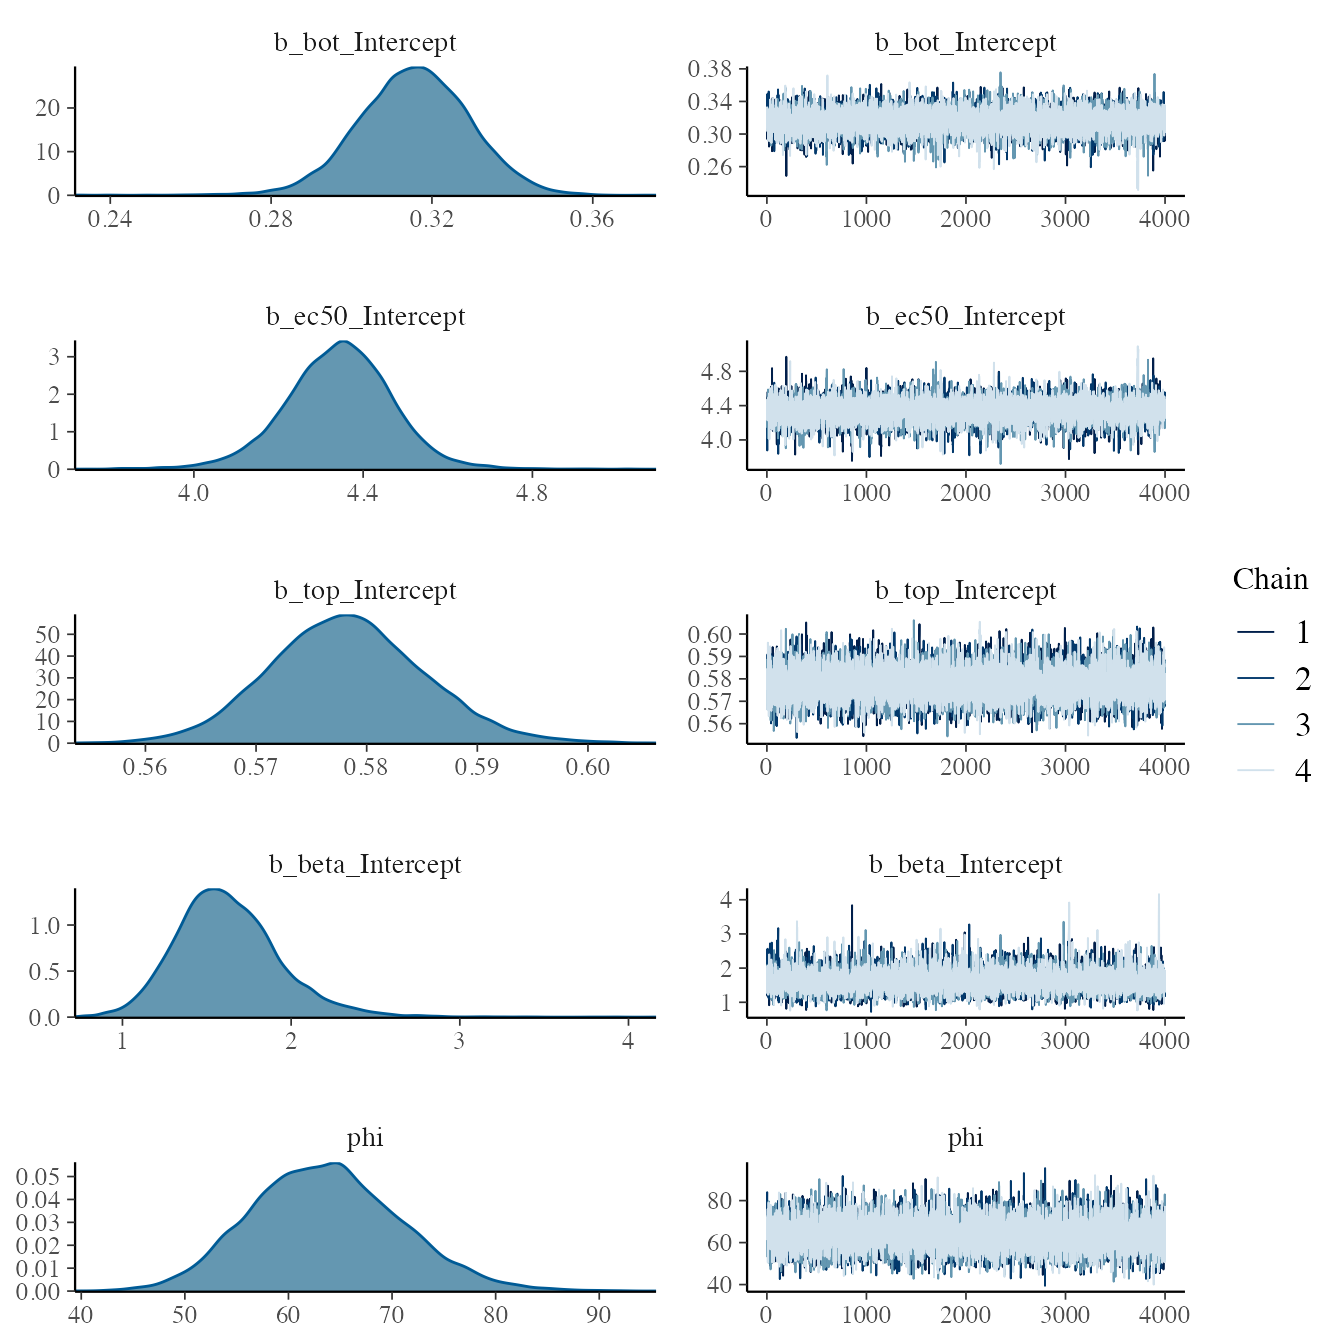 b_bot_Intercept
20
10
0
0.24 0.28 0.32 0.36
b_bot_Intercept
0.38
0.34
0.30
0.26
0 1000 2000 3000 4000
b_ec50_Intercept
3
2
1
0
4.0 4.4 4.8
b_ec50_Intercept
4.8
4.4
4.0
0 1000 2000 3000 4000
b_top_Intercept
50
40
30
20
10
0
0.56 0.57 0.58 0.59 0.60
b_top_Intercept
0.60
0.59
0.58
0.57
0.56
0 1000 2000 3000 4000
b_beta_Intercept
1.0
0.5
0.0
1 2 3 4
b_beta_Intercept
4
3
2
1
0 1000 2000 3000 4000
phi
0.05
0.04
0.03
0.02
0.01
0.00
40 50 60 70 80 90
phi
80
60
40
0 1000 2000 3000 4000
Chain
1
2
3
4